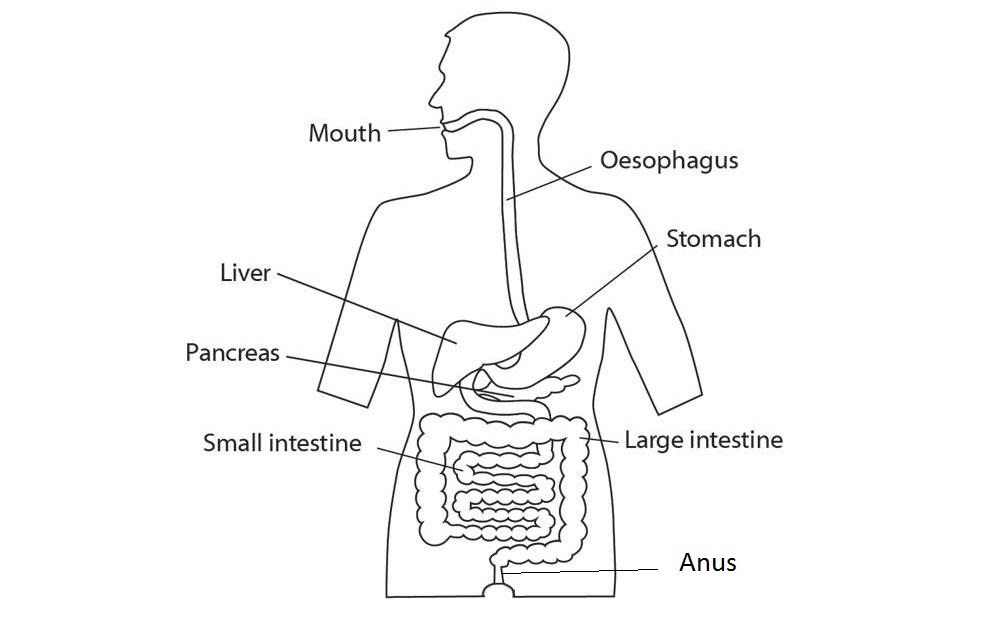 Mouth
Oesophagus
Stomach
Liver
Pancreas
Small intestine
Large intestine
Anus